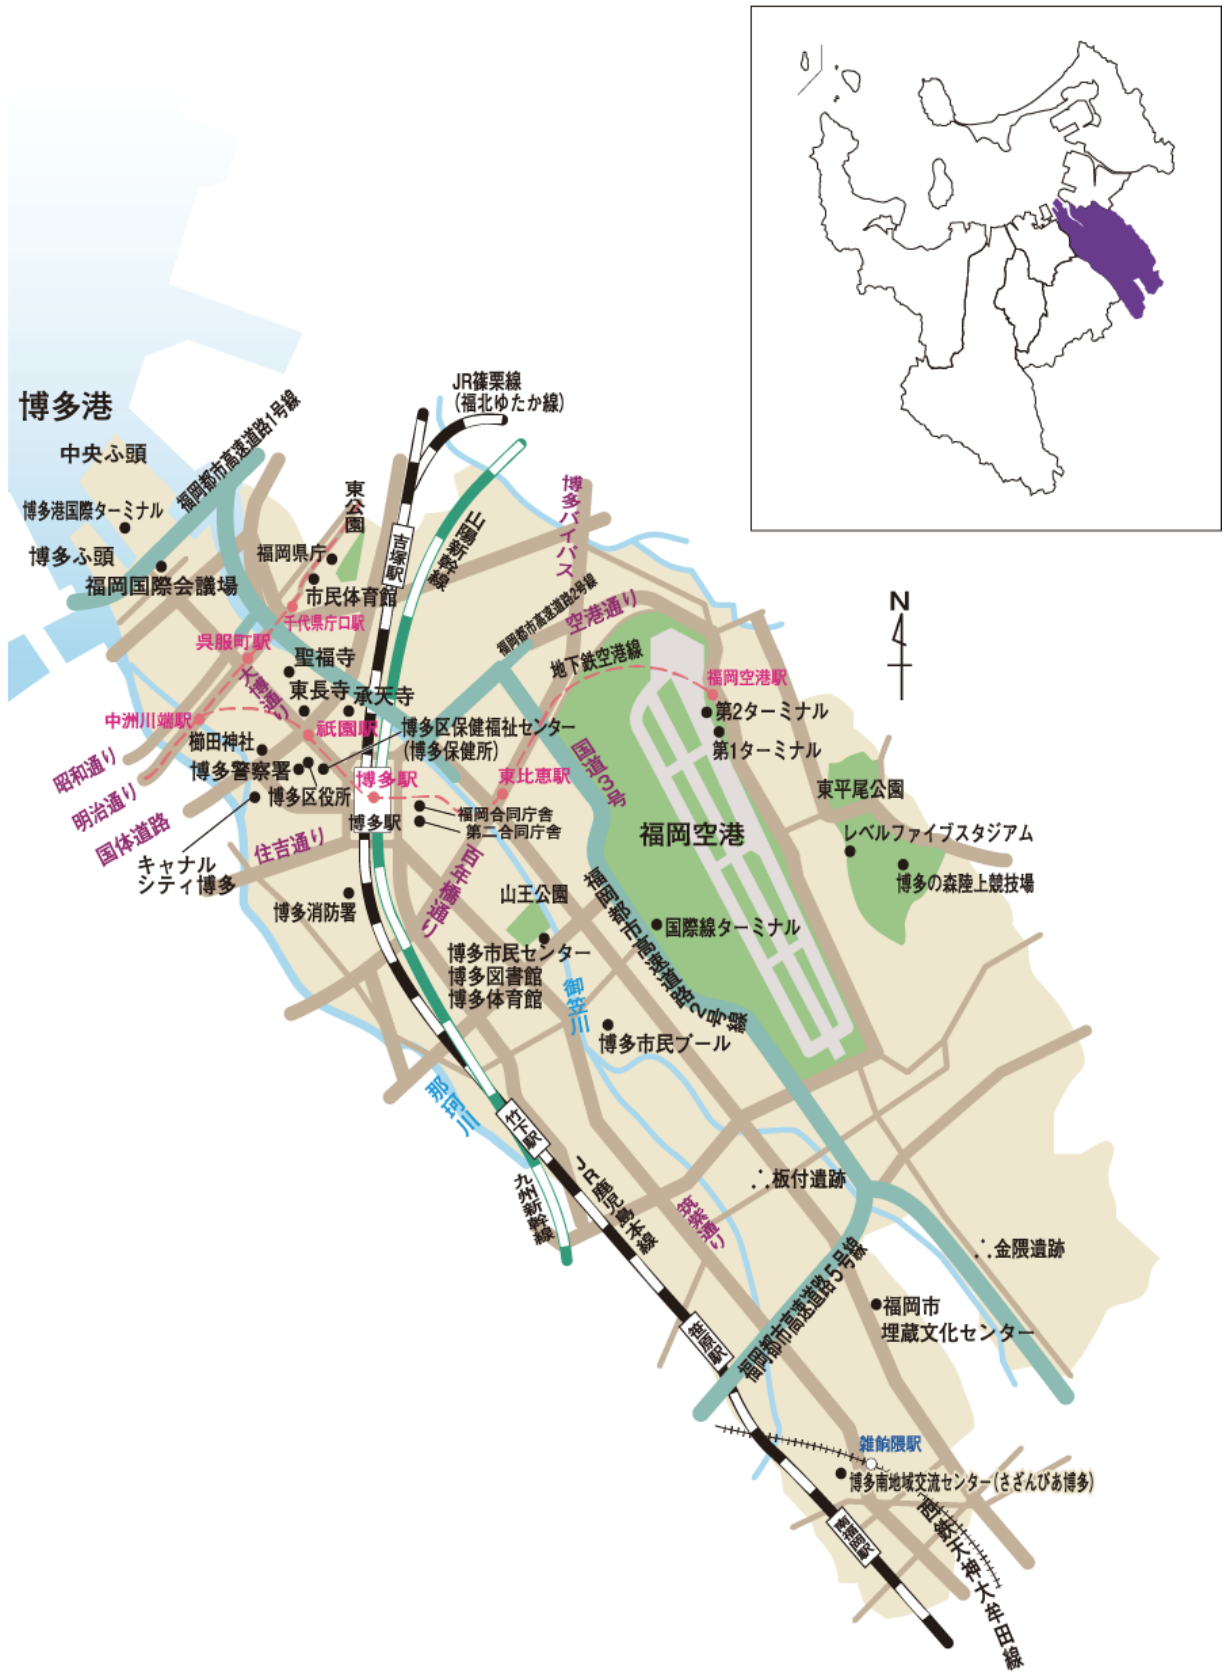 N
博多港
中央ふ頭
博多港国際ターミナル
博多ふ頭
福岡国際会議場
福岡都市高速道路1号線
JR篠栗線
(福北ゆたか線)
東公園
福岡県庁
市民体育館
千代県庁口駅
吉塚駅
山陽新幹線
博多バイパス
福岡都市高速道路2号線
空港通り
地下鉄空港線
呉服町駅
聖福寺
大博通り
東長寺
承天寺
中洲川端駅
祇園駅
櫛田神社
博多警察署
博多区保健福祉センター
(博多保健所)
博多区役所
昭和通り
明治通り
国体道路
キャナル
シティ博多
住吉通り
博多駅
博多駅
東比恵駅
福岡合同庁舎
第二合同庁舎
百年橋通り
国道3号
福岡空港駅
第2ターミナル
第1ターミナル
福岡空港
東平尾公園
レベルファイブスタジアム
博多の森陸上競技場
国際線ターミナル
福岡都市高速道路2号線
博多消防署
山王公園
博多市民センター
博多図書館
博多体育館
御笠川
博多市民プール
那珂川
竹下駅
九州新幹線
JR鹿児島本線
筑紫通り
板付遺跡
金隈遺跡
福岡都市高速道路5号線
福岡市
埋蔵文化センター
笹原駅
雑餉隈駅
博多南地域交流センター(さざんぴあ博多)
南福岡駅
西鉄天神大牟田線